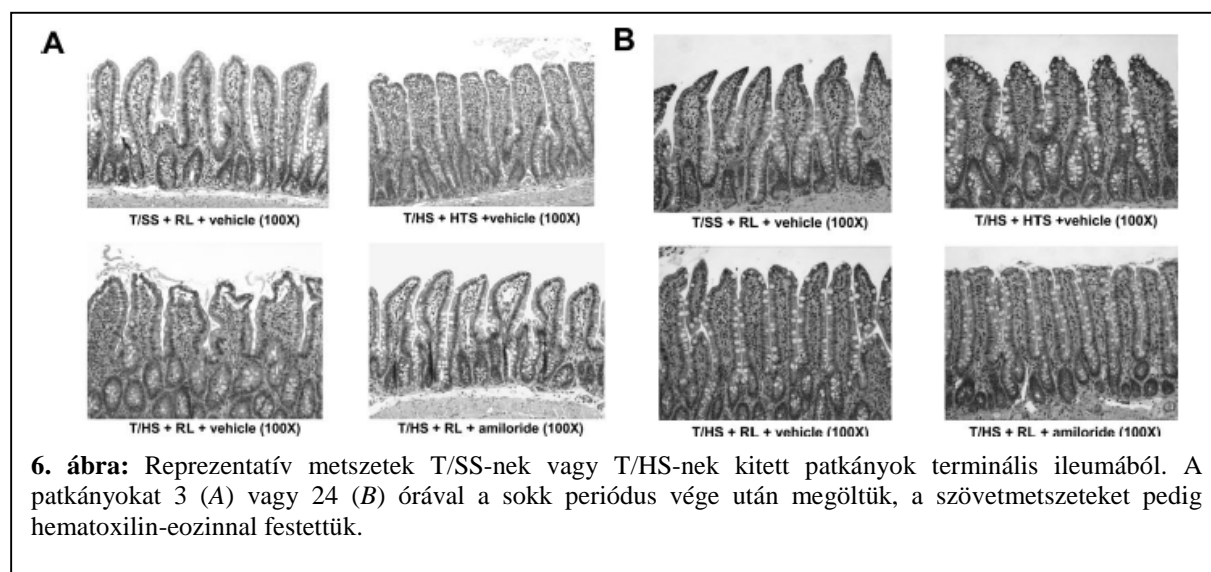 A
B
T/SS + RL + vehicle (100X)
T/HS + HTS +vehicle (100X)
T/SS + RL + vehicle (100X)
T/HS + HTS +vehicle (100X)
T/HS + RL + vehicle (100X)
T/HS + RL + amiloride (100X)
T/HS + RL + vehicle (100X)
T/HS + RL + amiloride (100X)
6. ábra: Reprezentatív metszetek T/SS-nek vagy T/HS-nek kitett patkányok terminális ileumából. A
patkányokat 3 (A) vagy 24 (B) órával a sokk periódus vége után megöltük, a szövetmetszeteket pedig
hematoxilin-eozinnal festettük.